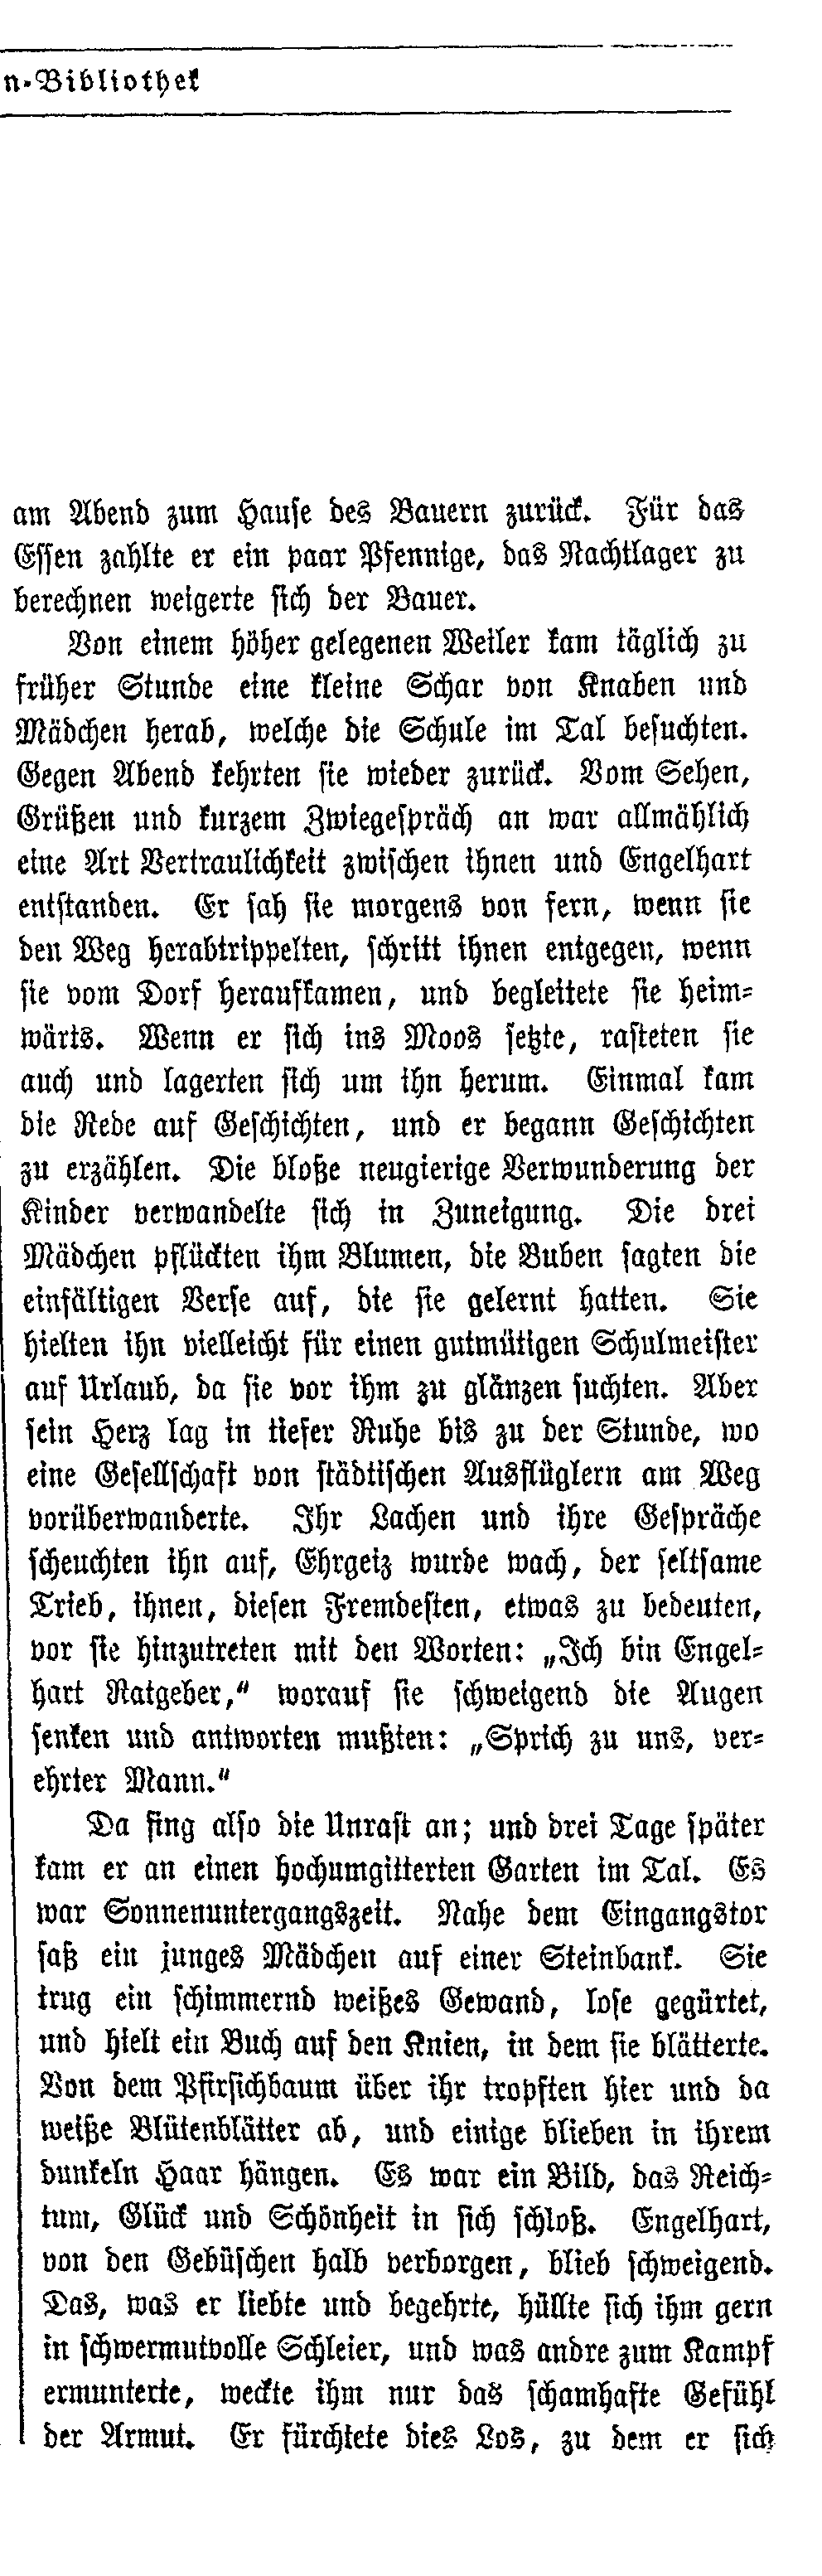 n-Bibliothek
am Abend zum Hause des Bauern zurück. Für das
Essen zahlte er ein paar Pfennige, das Nachtlager zu
berechnen weigerte sich der Bauer.
Von einem höher gelegenen Weiler kam täglich zu
früher Stunde eine kleine Schar von Knaben und
Mädchen herab, welche die Schule im Tal besuchten.
Gegen Abend kehrten sie wieder zurück. Vom Sehen,
Grüßen und kurzem Zwiegespräch an war allmählich
eine Art Vertraulichkeit zwischen ihnen und Engelhart
entstanden. Er sah sie morgens von fern, wenn sie
den Weg herabtrippelten, schritt ihnen entgegen, wenn
sie vom Dorf heraufkamen, und begleitete sie heim-
wärts. Wenn er sich ins Moos setzte, rasteten sie
auch und lagerten sich um ihn herum. Einmal kam
die Rede auf Geschichten, und er begann Geschichten
zu erzählen. Die bloße neugierige Verwunderung der
Kinder verwandelte sich in Zuneigung. Die drei
Mädchen pflückten ihm Blumen, die Buben sagten die
einfältigen Verse auf, die sie gelernt hatten. Sie
hielten ihn vielleicht für einen gutmütigen Schulmeister
auf Urlaub, da sie vor ihm zu glänzen suchten. Aber
sein Herz lag in tiefer Ruhe bis zu der Stunde, wo
eine Gesellschaft von städtischen Ausflüglern am Weg
vorüberwanderte. Ihr Lachen und ihre Gespräche
scheuchten ihn auf, Ehrgeiz wurde wach, der seltsame
Trieb, ihnen, diesen Fremdesten, etwas zu bedeuten,
vor sie hinzutreten mit den Worten: „Ich bin Engel-
hart Ratgeber,“ worauf sie schweigend die Augen
senken und antworten mußten: „Sprich zu uns, ver-
ehrter Mann.“
Da fing also die Unrast an; und drei Tage später
kam er an einen hochumgitterten Garten im Tal. Es
war Sonnenuntergangszeit. Nahe dem Eingangstor
saß ein junges Mädchen auf einer Steinbank. Sie
trug ein schimmernd weißes Gewand, lose gegürtet,
und hielt ein Buch auf den Knien, in dem sie blätterte.
Von dem Pfirsichbaum über ihr tropften hier und da
weiße Blütenblätter ab, und einige blieben in ihrem
dunkeln Haar hängen. Es war ein Bild, das Reich-
tum, Glück und Schönheit in sich schloß. Engelhart,
von den Gebüschen halb verborgen, blieb schweigend.
Das, was er liebte und begehrte, hüllte sich ihm gern
in schwermutvolle Schleier, und was andre zum Kampf
ermunterte, weckte ihm nur das schamhafte Gefühl
der Armut. Er fürchtete dies Los, zu dem er sich